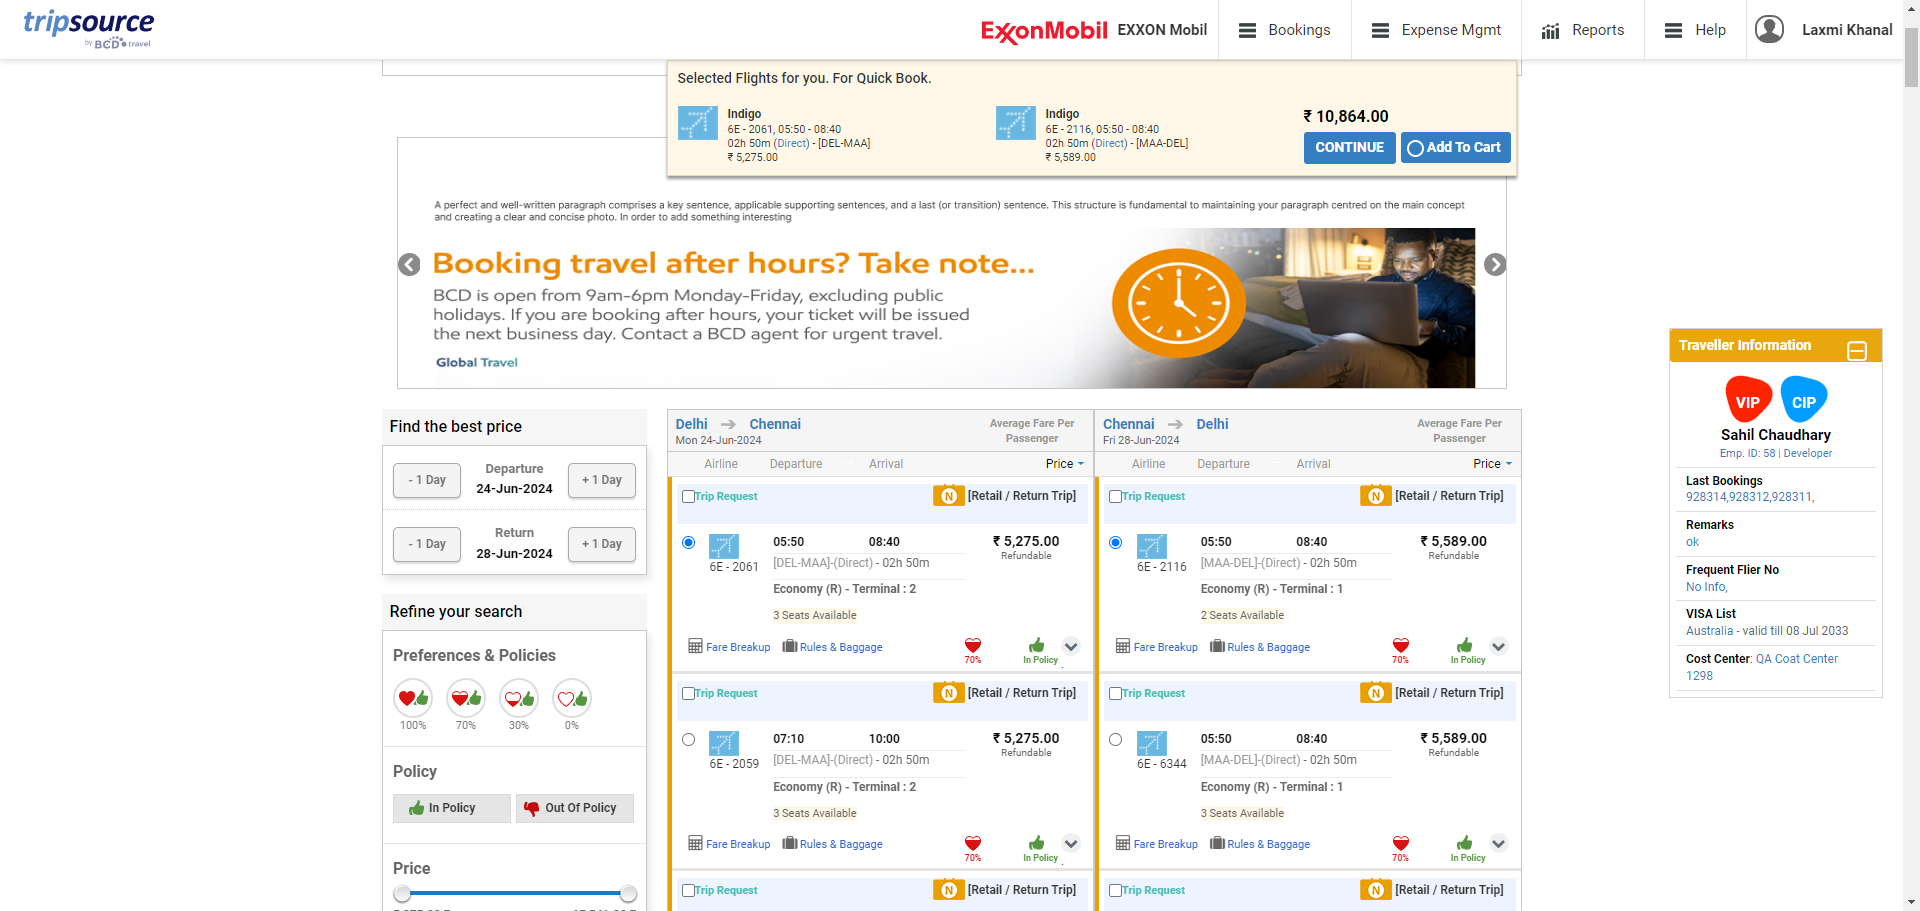 tripsource
by BCD travel
ExxonMobil
EXXON Mobil
Bookings
Expense Mgmt
Reports
Help
Laxmi Khanal
Selected Flights for you. For Quick Book.
Indigo
6E - 2061, 05:50 - 08:40
02h 50m (Direct) - [DEL-MAA]
₹ 5,275.00
Indigo
6E - 2116, 05:50 - 08:40
02h 50m (Direct) - [MAA-DEL]
₹ 5,589.00
₹ 10,864.00
CONTINUE
Add To Cart
A perfect and well-written paragraph comprises a key sentence, applicable supporting sentences, and a last (or transition) sentence. This structure is fundamental to maintaining your paragraph centred on the main concept
and creating a clear and concise photo. In order to add something interesting
Booking travel after hours? Take note...
BCD is open from 9am-6pm Monday-Friday, excluding public
holidays. If you are booking after hours, your ticket will be issued
the next business day. Contact a BCD agent for urgent travel.
Global Travel
Find the best price
- 1 Day
Departure
24-Jun-2024
+ 1 Day
- 1 Day
Return
28-Jun-2024
+ 1 Day
Refine your search
Preferences & Policies
100%
70%
30%
0%
Policy
In Policy
Out Of Policy
Price
Delhi
Chennai
Mon 24-Jun-2024
Average Fare Per
Passenger
Airline
Departure
Arrival
Price
Trip Request
N
[Retail / Return Trip]
05:50
08:40
₹ 5,275.00
Refundable
6E - 2061
[DEL-MAA]-(Direct) - 02h 50m
Economy (R) - Terminal : 2
3 Seats Available
Fare Breakup
Rules & Baggage
70%
In Policy
Trip Request
N
[Retail / Return Trip]
07:10
10:00
₹ 5,275.00
Refundable
6E - 2059
[DEL-MAA]-(Direct) - 02h 50m
Economy (R) - Terminal : 2
3 Seats Available
Fare Breakup
Rules & Baggage
70%
In Policy
Trip Request
N
[Retail / Return Trip]
Chennai
Delhi
Fri 28-Jun-2024
Average Fare Per
Passenger
Airline
Departure
Arrival
Price
Trip Request
N
[Retail / Return Trip]
05:50
08:40
₹ 5,589.00
Refundable
6E - 2116
[MAA-DEL]-(Direct) - 02h 50m
Economy (R) - Terminal : 1
2 Seats Available
Fare Breakup
Rules & Baggage
70%
In Policy
Trip Request
N
[Retail / Return Trip]
05:50
08:40
₹ 5,589.00
Refundable
6E - 6344
[MAA-DEL]-(Direct) - 02h 50m
Economy (R) - Terminal : 1
3 Seats Available
Fare Breakup
Rules & Baggage
70%
In Policy
Trip Request
N
[Retail / Return Trip]
Traveller Information
VIP
CIP
Sahil Chaudhary
Emp. ID: 58 | Developer
Last Bookings
928314,928312,928311,
Remarks
ok
Frequent Flier No
No Info,
VISA List
Australia - valid till 08 Jul 2033
Cost Center: QA Coat Center
1298